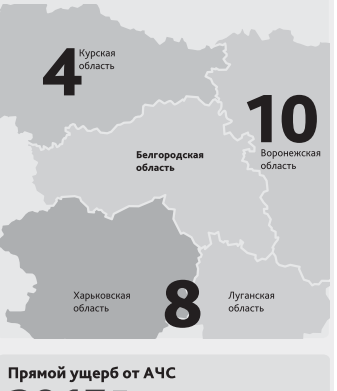 4
Курская
область
10
Воронежская
область
Белгородская
область
Харьковская
область
8
Луганская
область
Прямой ущерб от АЧС